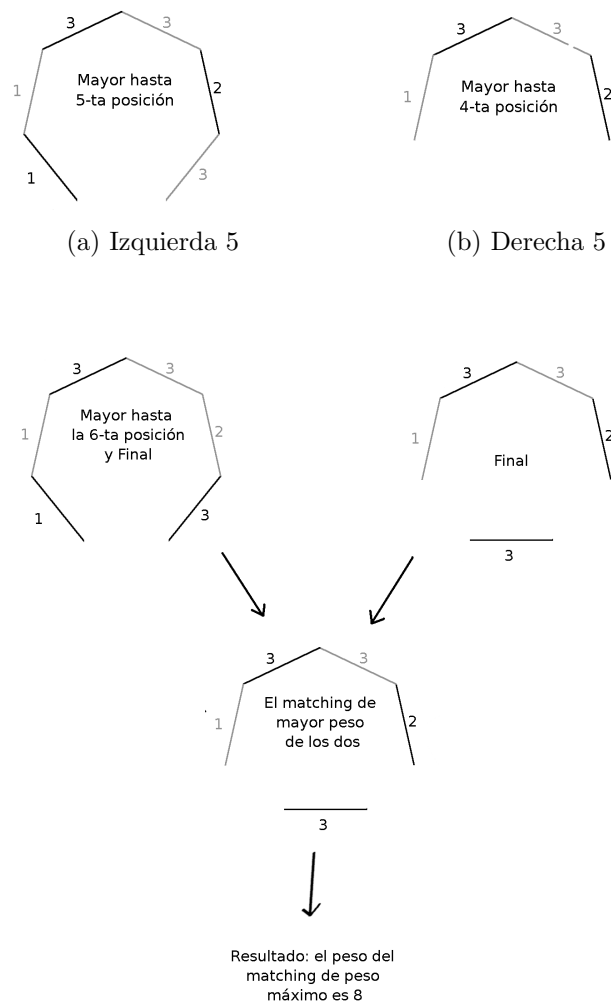 3 3
Mayor hasta
5-ta posición
1 2
1 3
(a) Izquierda 5
3 3
Mayor hasta
4-ta posición
1 2
(b) Derecha 5
3 3
Mayor hasta
la 6-ta posición
y Final
1 2
1 3
3 3
1 2
Final
3
3 3
El matching de
mayor peso
de los dos
1 2
3
Resultado: el peso del
matching de peso
máximo es 8